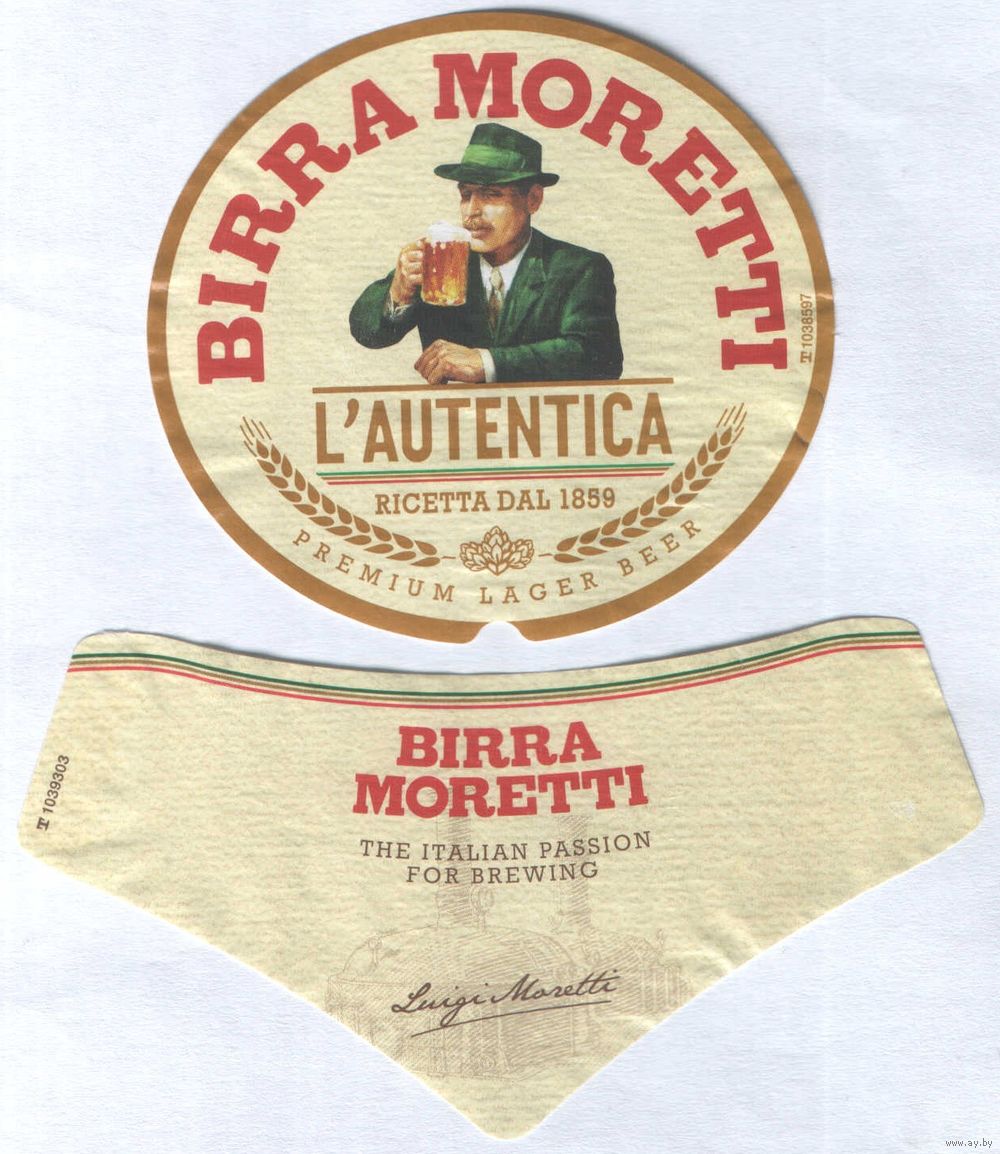 BIRRA MORETTI
L'AUTENTICA
RICETTA DAL 1859
PREMIUM LAGER BEER
T 1038597
BIRRA
MORETTI
THE ITALIAN PASSION
FOR BREWING
Luigi Moretti
T 1039303
www.ay.by